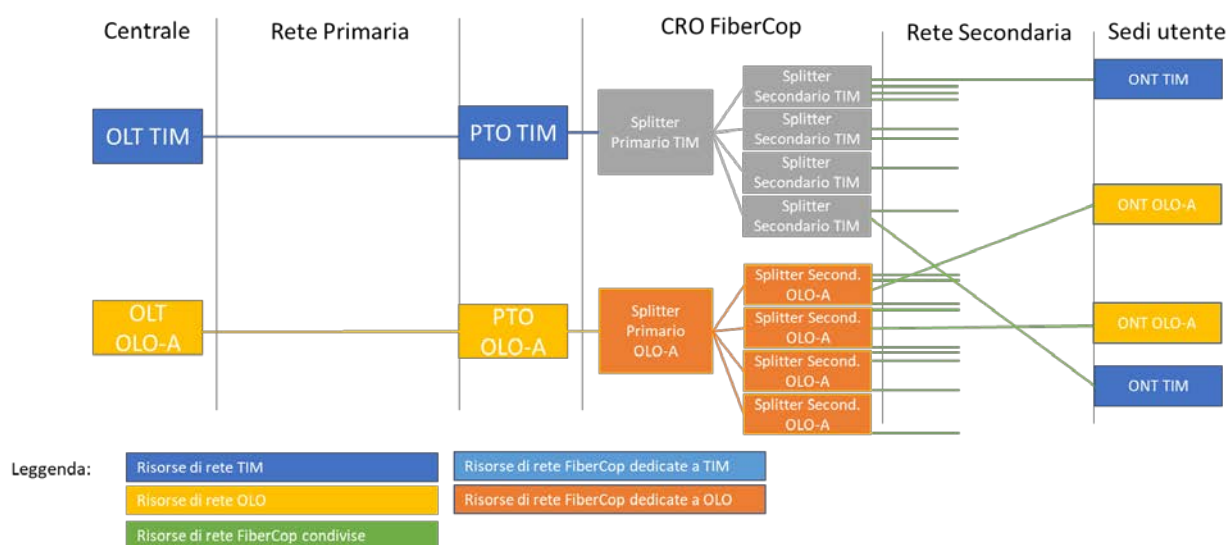 Centrale
Rete Primaria
CRO FiberCop
Rete Secondaria
Sedi utente
OLT TIM
PTO TIM
Splitter
Primario TIM
Splitter
Secondario TIM
Splitter
Secondario TIM
Splitter
Secondario TIM
Splitter
Secondario TIM
ONT TIM
ONT OLO-A
OLT
OLO-A
PTO
OLO-A
Splitter
Primario
OLO-A
Splitter Second.
OLO-A
Splitter Second.
OLO-A
Splitter Second.
OLO-A
Splitter Second.
OLO-A
ONT OLO-A
ONT TIM
Leggenda:
Risorse di rete TIM
Risorse di rete FiberCop dedicate a TIM
Risorse di rete OLO
Risorse di rete FiberCop dedicate a OLO
Risorse di rete FiberCop condivise